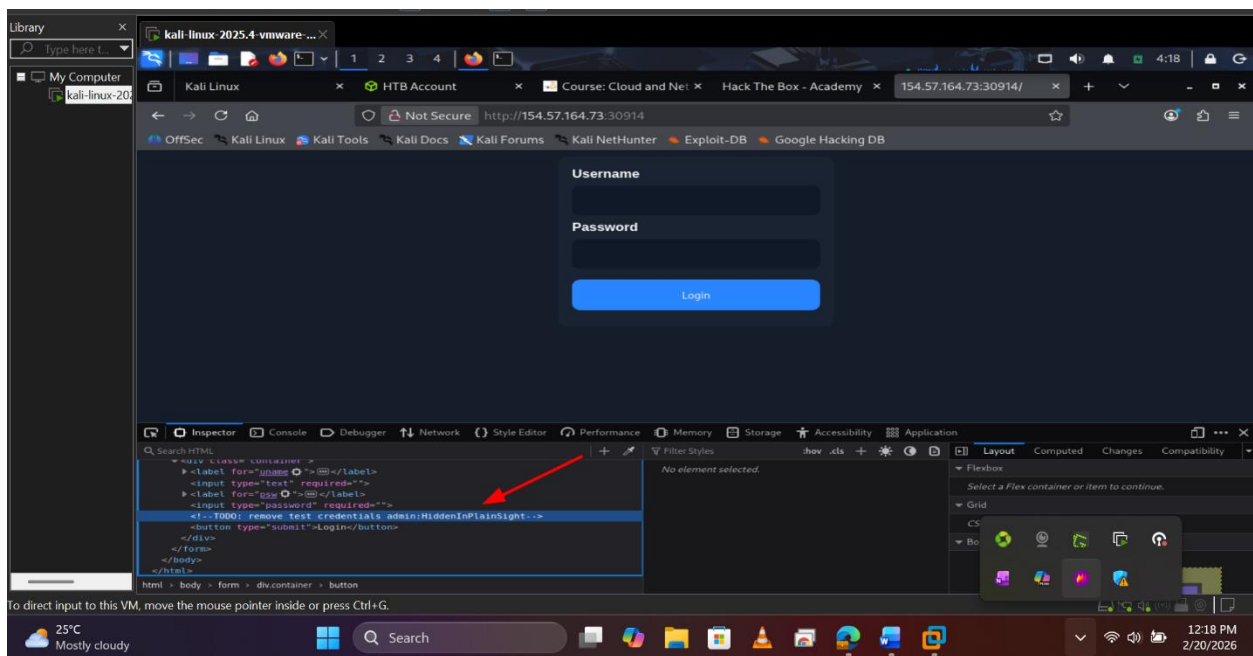 Library ×
Type here t...
My Computer
kali-linux-202
kali-linux-2025.4-vmware-... ×
1 2 3 4 4:18
Kali Linux × HTB Account × Course: Cloud and Net × Hack The Box - Academy × 154.57.164.73:30914/ × +
Not Secure http://154.57.164.73:30914
OffSec Kali Linux Kali Tools Kali Docs Kali Forums Kali NetHunter Exploit-DB Google Hacking DB
Username
Password
Login
Inspector Console Debugger Network {} Style Editor Performance Memory Storage Accessibility Application
Search HTML + Filter Styles :hov .cls + Layout Computed Changes Compatibility
<div class="container">
<label for="uname"></label>
<input type="text" required="">
<label for="psw"></label>
<input type="password" required="">
<!--TODO: remove test credentials admin:HiddenInPlainSight-->
<button type="submit">Login</button>
</div>
</form>
</body>
</html>
No element selected.
Flexbox
Select a Flex container or item to continue.
Grid
CS
Bo
html > body > form > div.container > button
To direct input to this VM, move the mouse pointer inside or press Ctrl+G.
25°C
Mostly cloudy
Search
12:18 PM
2/20/2026